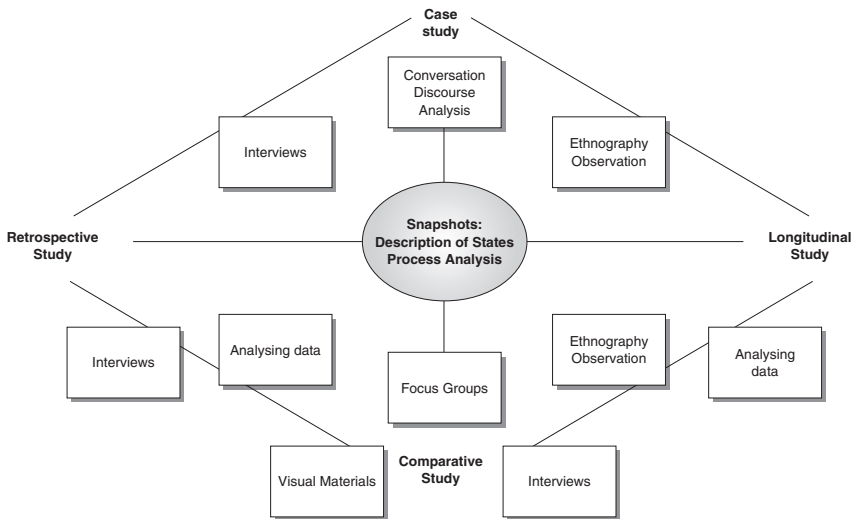 Case
study
Conversation
Discourse
Analysis
Interviews
Ethnography
Observation
Snapshots:
Description of States
Process Analysis
Retrospective
Study
Longitudinal
Study
Interviews
Analysing data
Focus Groups
Ethnography
Observation
Analysing
data
Visual Materials
Comparative
Study
Interviews